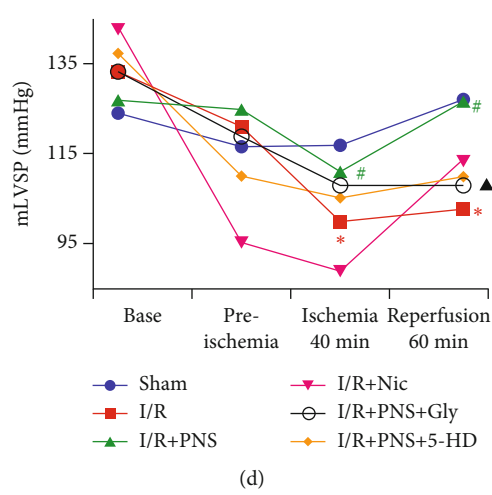 135
115
95
mLVSP (mmHg)
#
#
*
*
Base
Pre-
ischemia
Ischemia
40 min
Reperfusion
60 min
Sham
I/R
I/R+PNS
I/R+Nic
I/R+PNS+Gly
I/R+PNS+5-HD
(d)